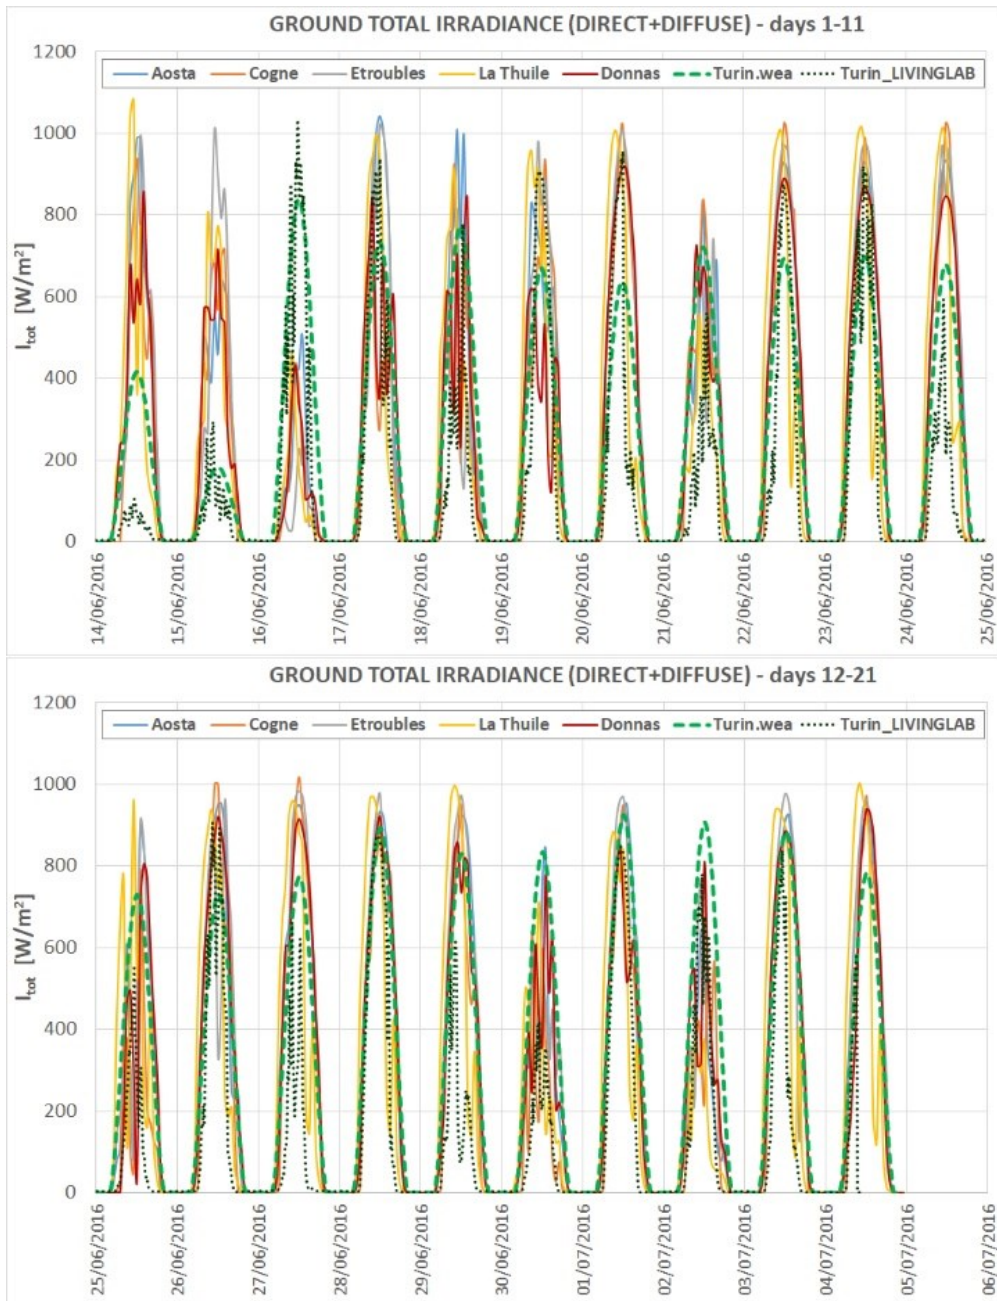 GROUND TOTAL IRRADIANCE (DIRECT+DIFFUSE) - days 1-11
1200
Aosta Cogne Etroubles La Thuile Donnas Turin.wea Turin_LIVINGLAB
1000
800
600
400
200
0
I_tot [W/m²]
14/06/2016 15/06/2016 16/06/2016 17/06/2016 18/06/2016 19/06/2016 20/06/2016 21/06/2016 22/06/2016 23/06/2016 24/06/2016 25/06/2016
GROUND TOTAL IRRADIANCE (DIRECT+DIFFUSE) - days 12-21
1200
Aosta Cogne Etroubles La Thuile Donnas Turin.wea Turin_LIVINGLAB
1000
800
600
400
200
0
I_tot [W/m²]
25/06/2016 26/06/2016 27/06/2016 28/06/2016 29/06/2016 30/06/2016 01/07/2016 02/07/2016 03/07/2016 04/07/2016 05/07/2016 06/07/2016